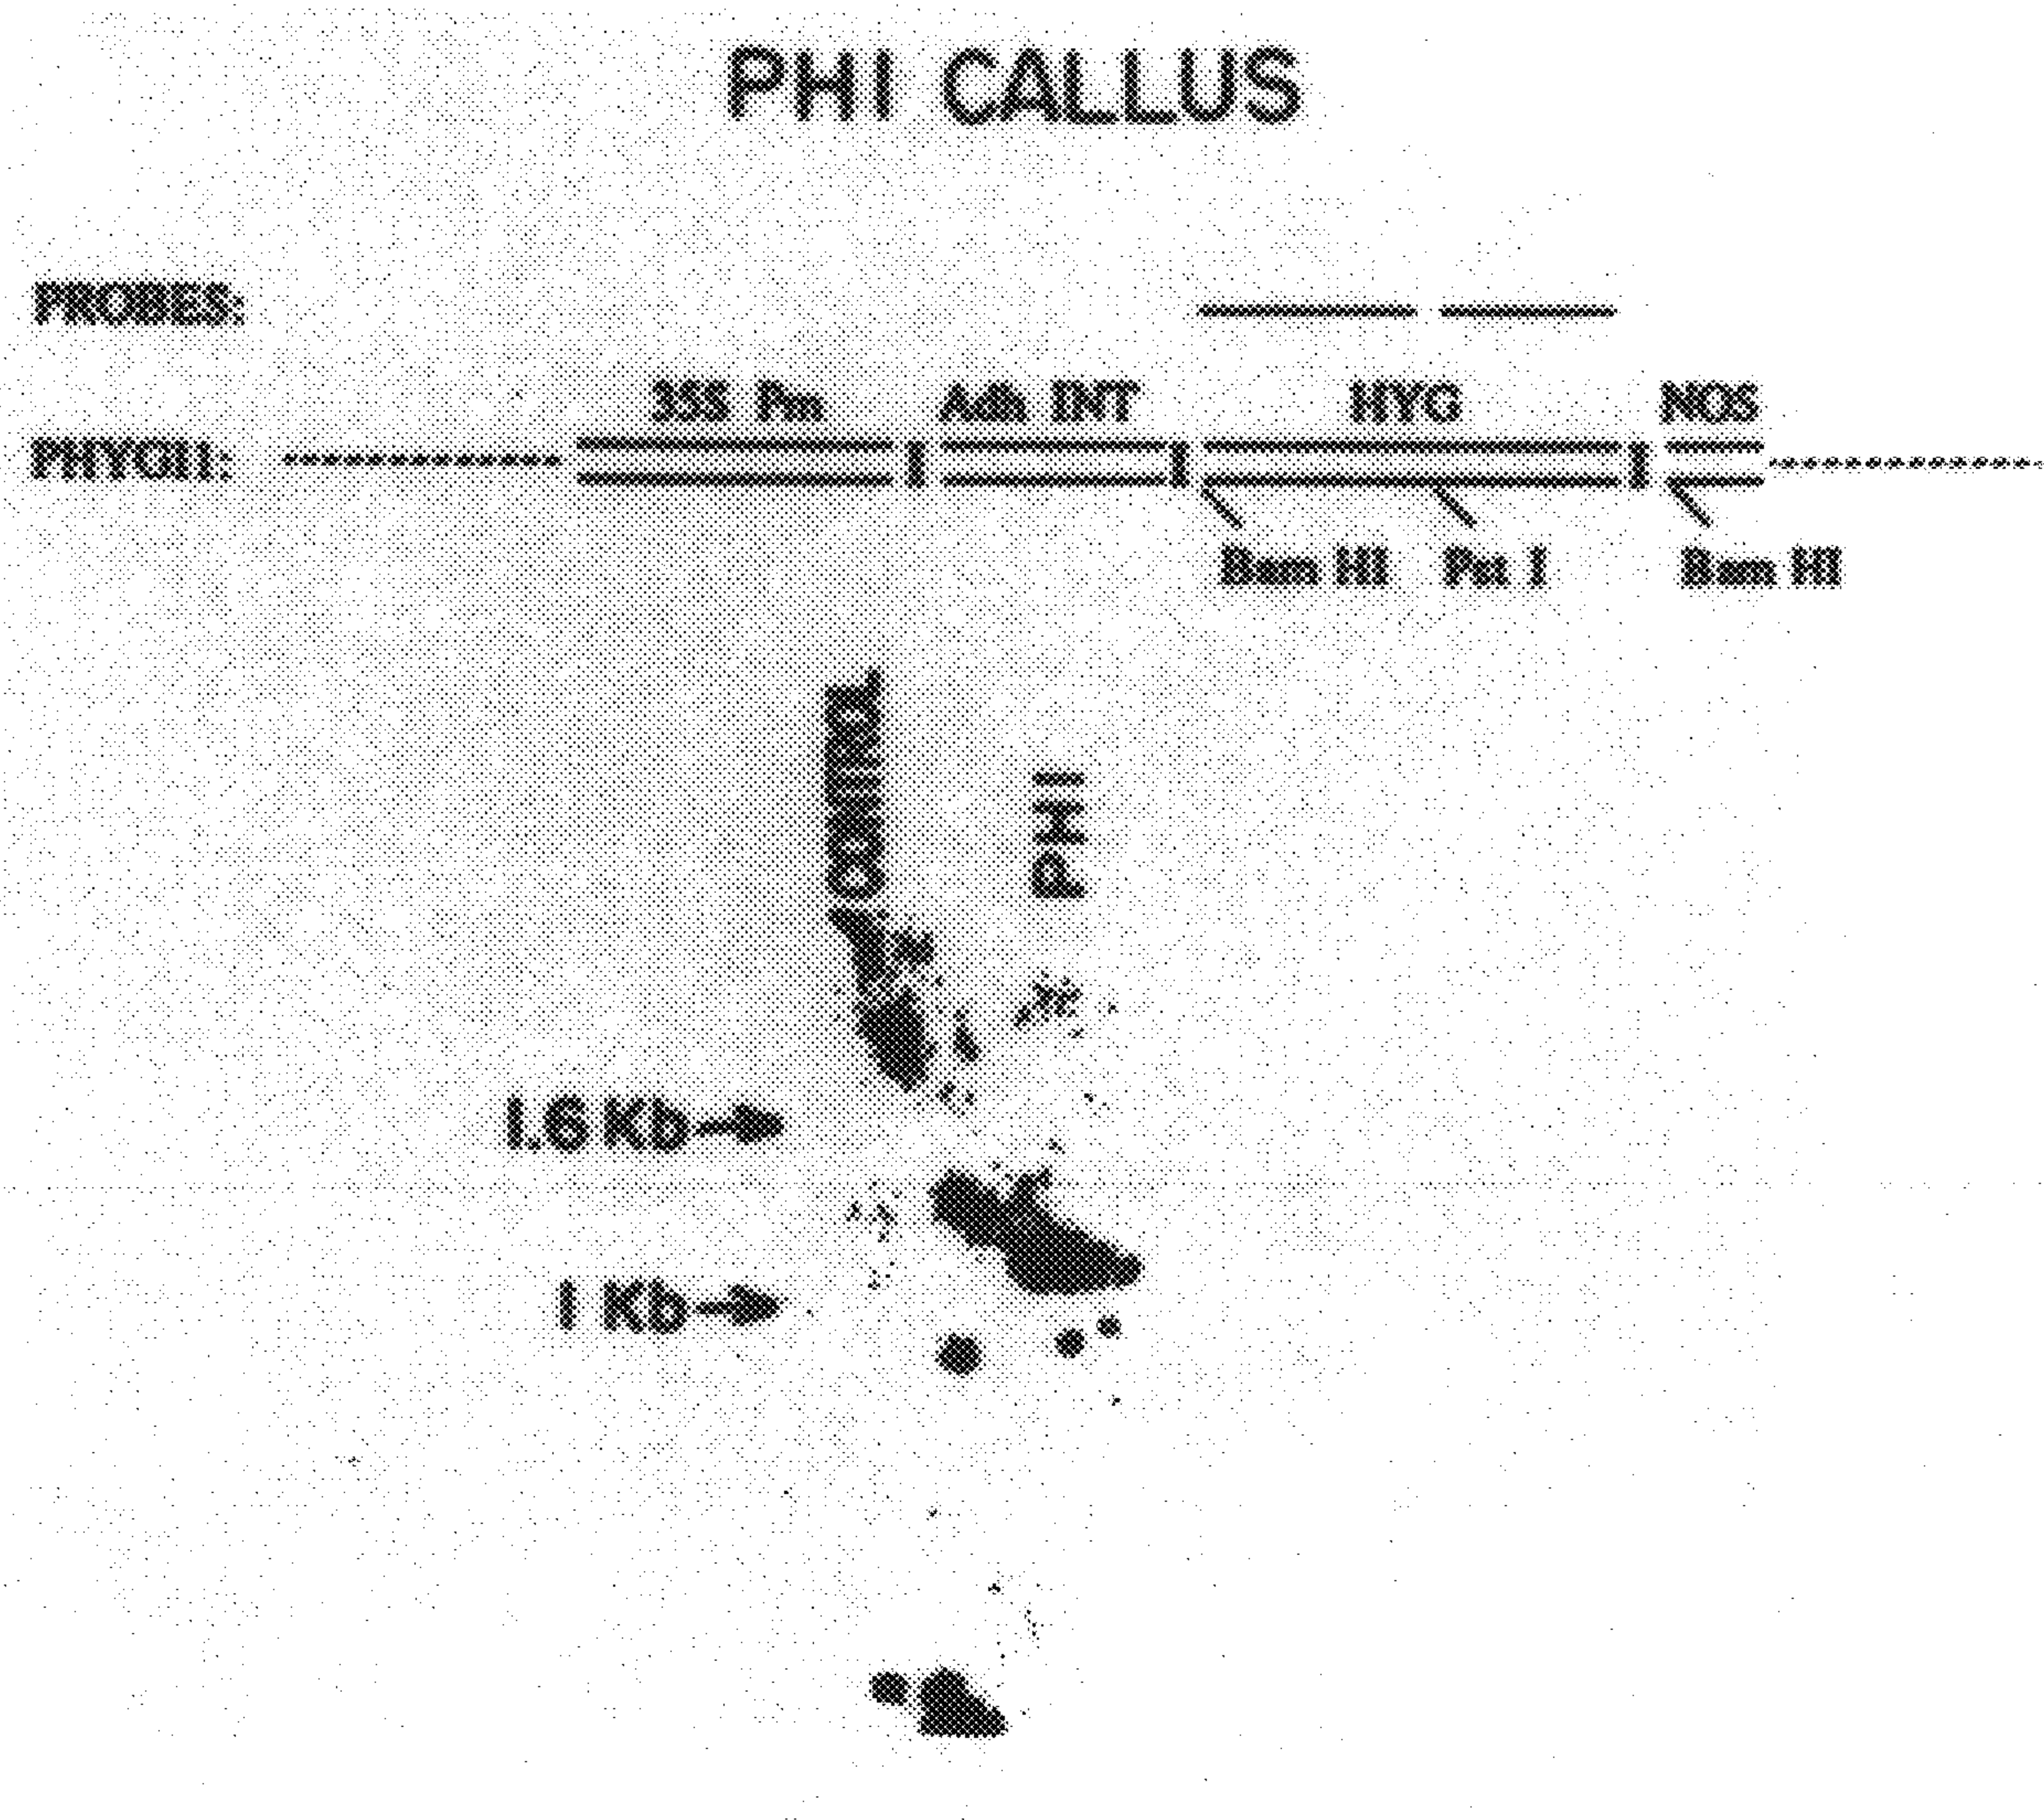 PHI CALLUS
PROBES:
35S Pm Adh INT HYG NOS
PHYGI1:
Bam HI Pst I Bam HI
CONTROL
PHI
1.6 Kb
1 Kb